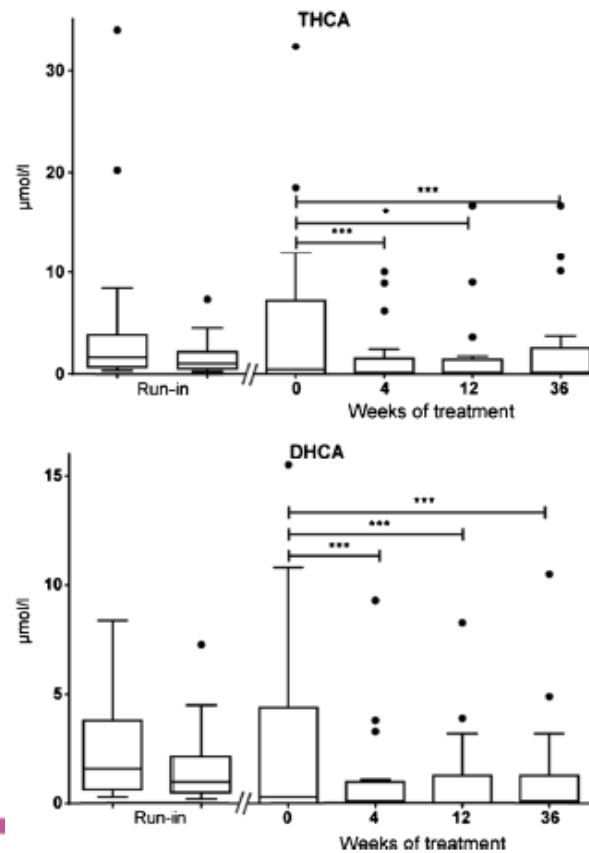 THCA
30
20
10
0
µmol/l
***
*
***
Run-in
0 4 12 36
Weeks of treatment
DHCA
15
10
5
0
µmol/l
***
***
***
Run-in
0 4 12 36
Weeks of treatment